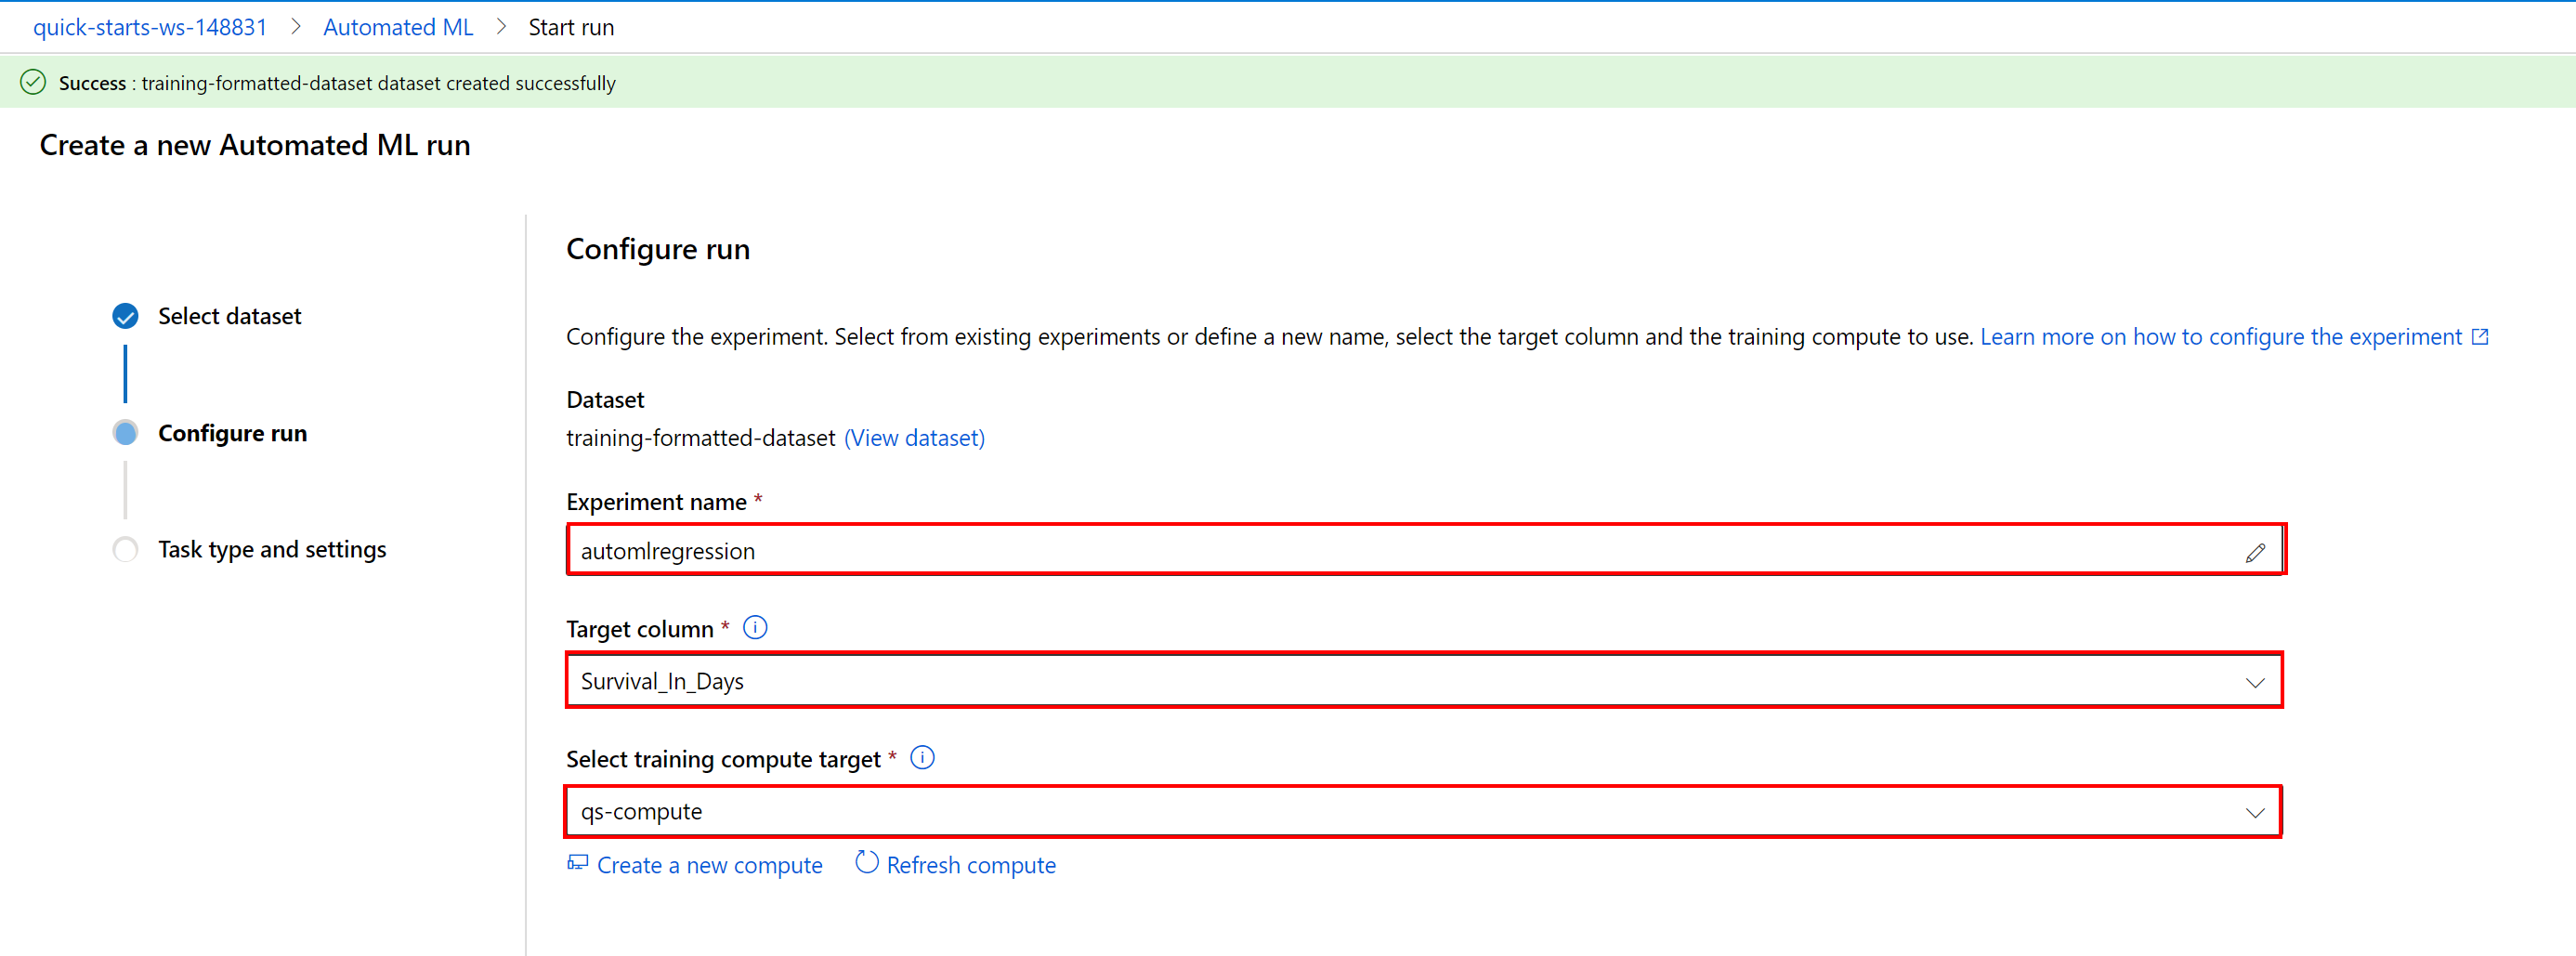 quick-starts-ws-148831 > Automated ML > Start run
Success : training-formatted-dataset dataset created successfully
Create a new Automated ML run
Select dataset
Configure run
Task type and settings
Configure run
Configure the experiment. Select from existing experiments or define a new name, select the target column and the training compute to use. Learn more on how to configure the experiment
Dataset
training-formatted-dataset (View dataset)
Experiment name *
automlregression
Target column *
Survival_In_Days
Select training compute target *
qs-compute
Create a new compute Refresh compute